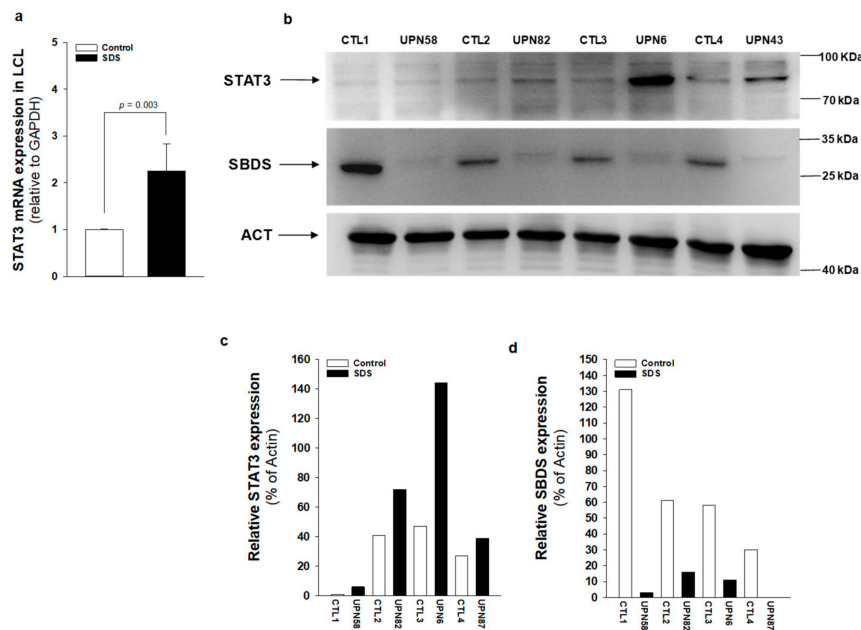 a
STAT3 mRNA expression in LCL
(relative to GAPDH)
5
4
3
2
1
0
Control
SDS
p = 0.003
b
CTL1 UPN58 CTL2 UPN82 CTL3 UPN6 CTL4 UPN43
STAT3
100 KDa
70 kDa
SBDS
35 kDa
25 kDa
ACT
40 kDa
c
Relative STAT3 expression
(% of Actin)
160
140
120
100
80
60
40
20
0
Control
SDS
CTL1
UPN58
CTL2
UPN82
CTL3
UPN6
CTL4
UPN87
d
Relative SBDS expression
(% of Actin)
150
140
130
120
110
100
90
80
70
60
50
40
30
20
10
0
Control
SDS
CTL1
UPN58
CTL2
UPN82
CTL3
UPN6
CTL4
UPN87